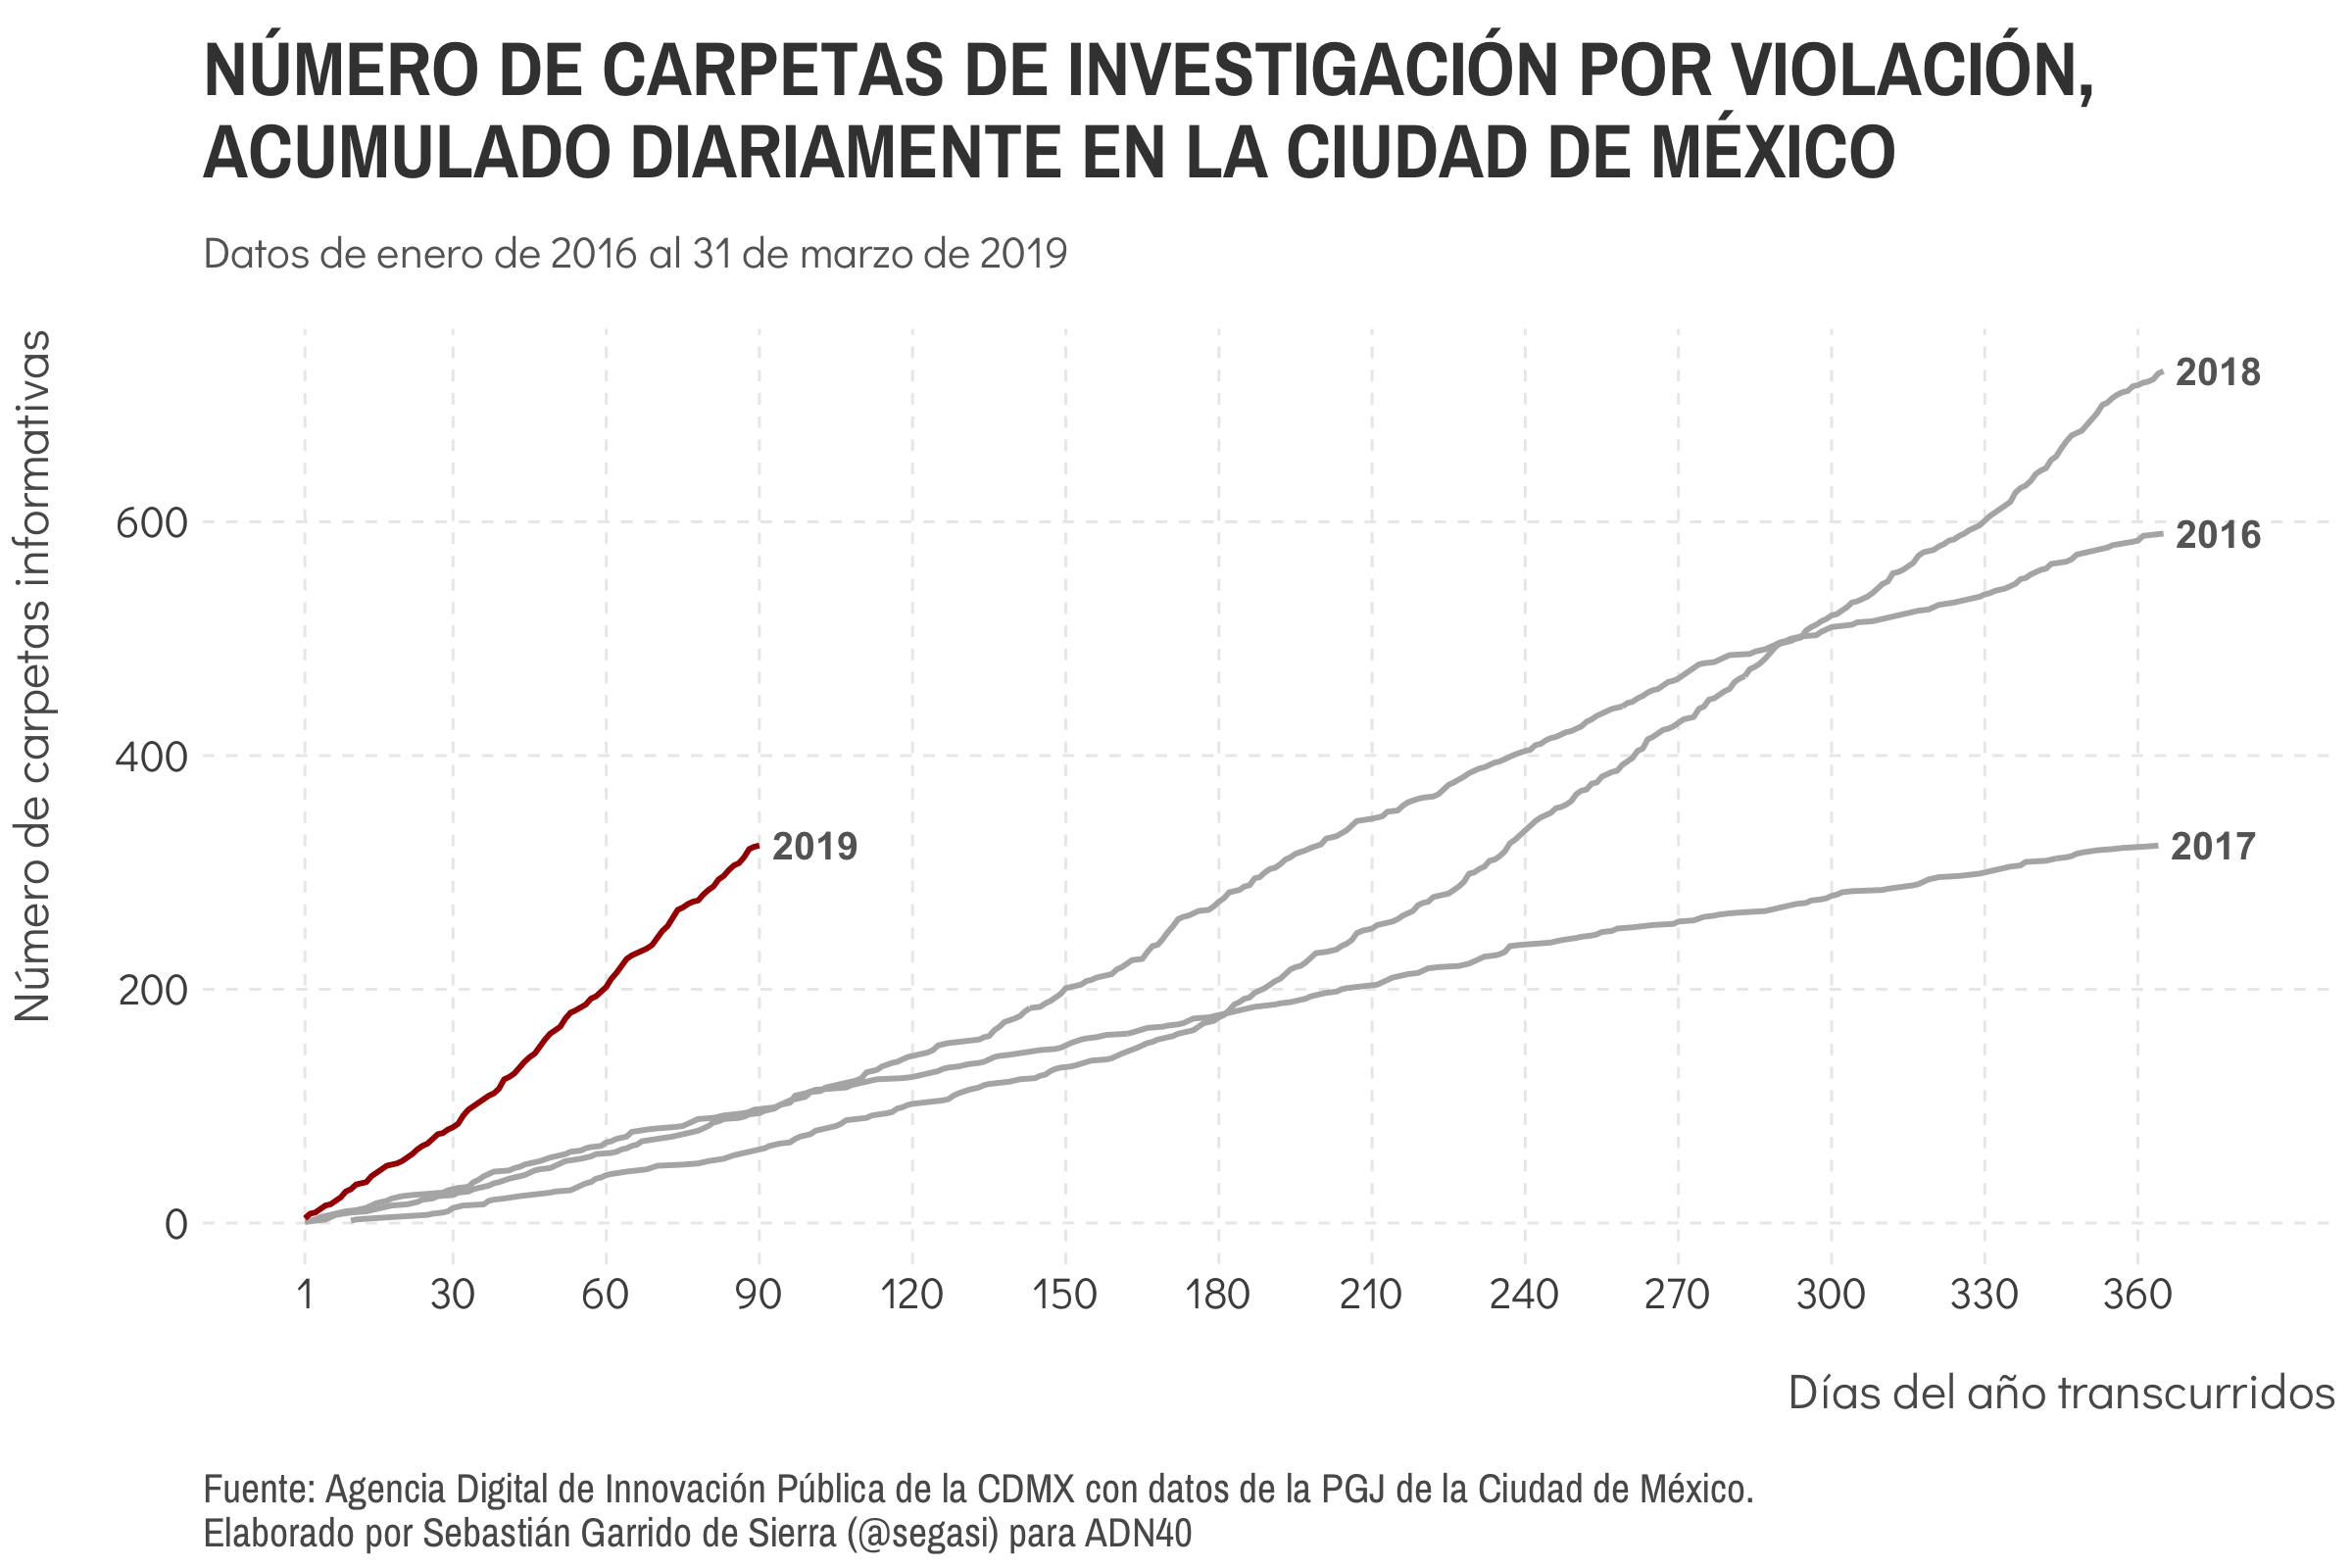 NÚMERO DE CARPETAS DE INVESTIGACIÓN POR VIOLACIÓN,
ACUMULADO DIARIAMENTE EN LA CIUDAD DE MÉXICO
Datos de enero de 2016 al 31 de marzo de 2019
Número de carpetas informativas
600
400
200
0
2018
2016
2019
2017
1 30 60 90 120 150 180 210 240 270 300 330 360
Días del año transcurridos
Fuente: Agencia Digital de Innovación Pública de la CDMX con datos de la PGJ de la Ciudad de México.
Elaborado por Sebastián Garrido de Sierra (@segasi) para ADN40